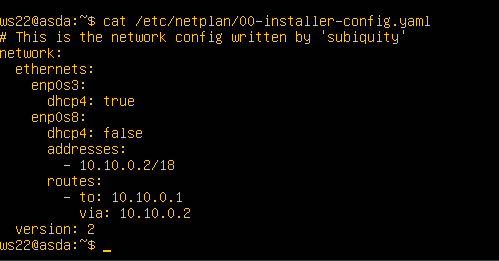 ws22@asda:~$ cat /etc/netplan/00-installer-config.yaml
# This is the network config written by 'subiquity'
network:
  ethernets:
    enp0s3:
      dhcp4: true
    enp0s8:
      dhcp4: false
      addresses:
        - 10.10.0.2/18
      routes:
        - to: 10.10.0.1
          via: 10.10.0.2
  version: 2
ws22@asda:~$ _